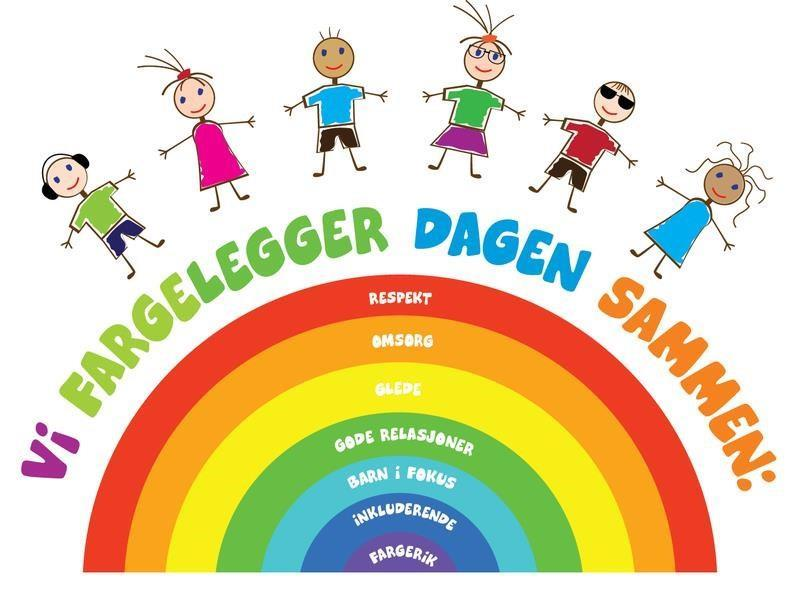 Vi FARGELEGGER DAGEN SAMMEN:
RESPEKT
OMSORG
GLEDE
GODE RELASJONER
BARN i FOKUS
iNKLUDERENDE
FARGERiK